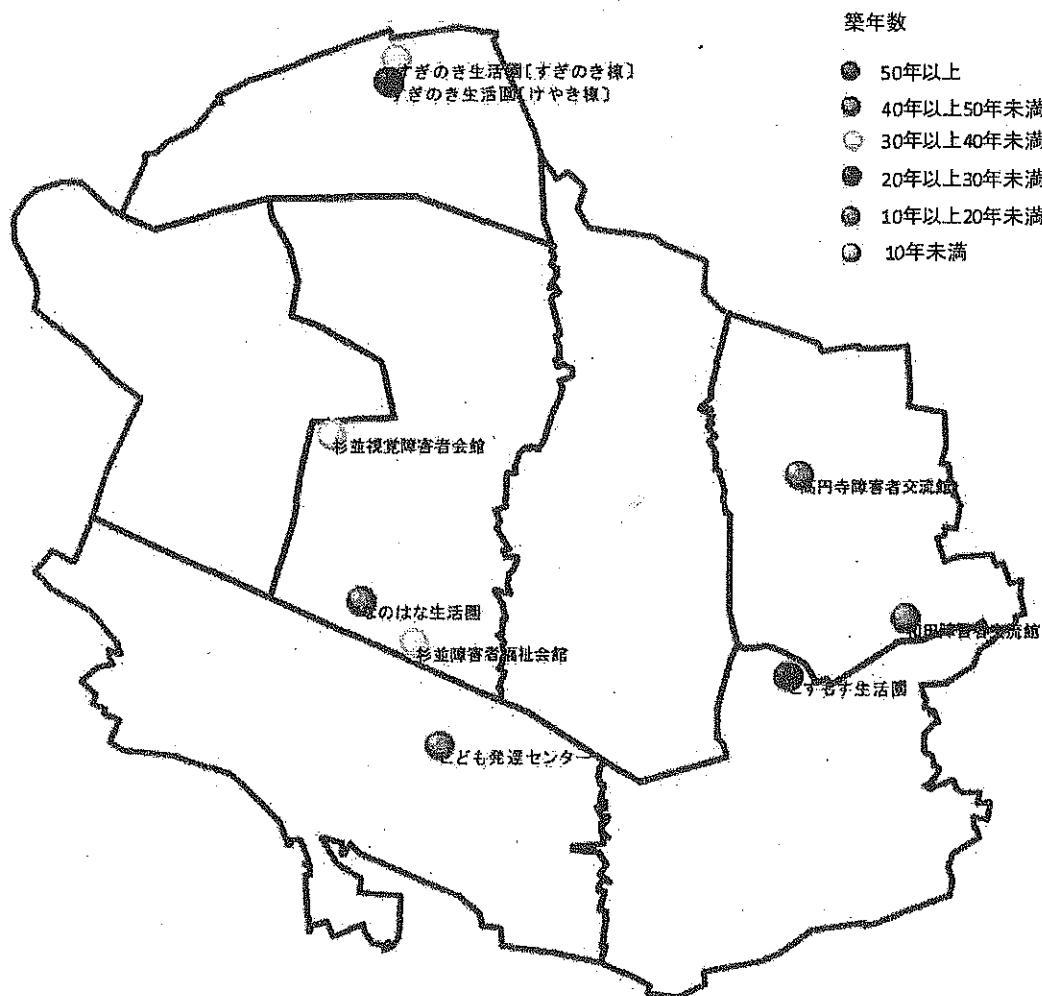 築年数
50年以上
40年以上50年未満
30年以上40年未満
20年以上30年未満
10年以上20年未満
10年未満
すぎのき生活園〔すぎのき棟〕
すぎのき生活園〔けやき棟〕
杉並視覚障害者会館
高円寺障害者交流館
なのはな生活園
和田障害者交流館
杉並障害者福祉会館
こすもす生活園
こども発達センター